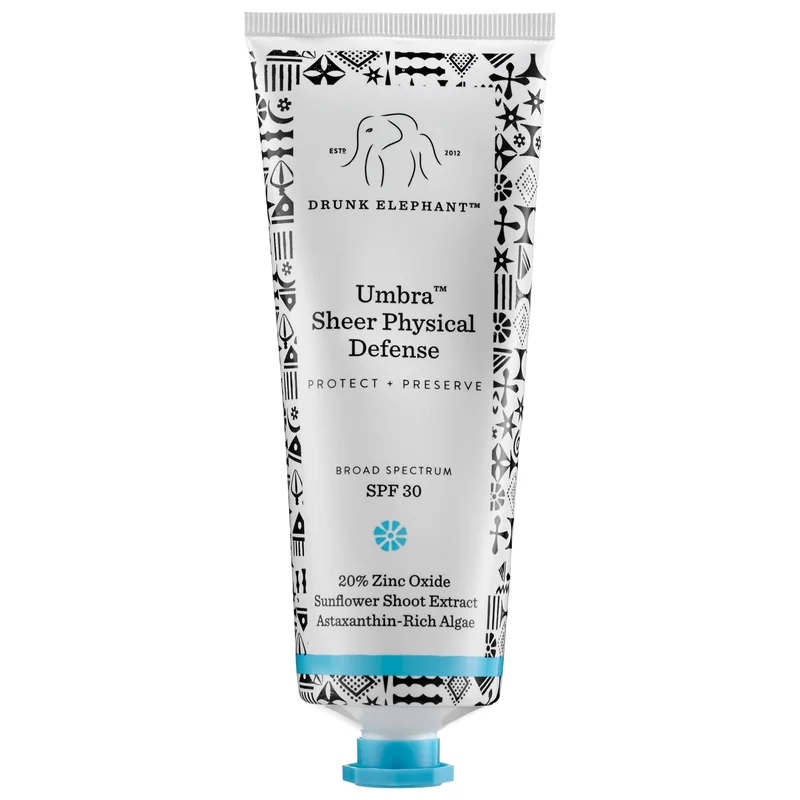 ESTD 2012
DRUNK ELEPHANT™
Umbra™
Sheer Physical
Defense
PROTECT + PRESERVE
BROAD SPECTRUM
SPF 30
20% Zinc Oxide
Sunflower Shoot Extract
Astaxanthin-Rich Algae